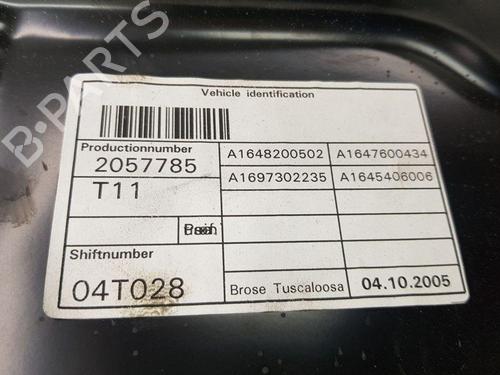 Vehicle identification
Productionnumber
2057785
A1648200502 A1647600434
T11
A1697302235 A1645406006
Shiftnumber
04T028
Brose Tuscaloosa 04.10.2005
B-PARTS